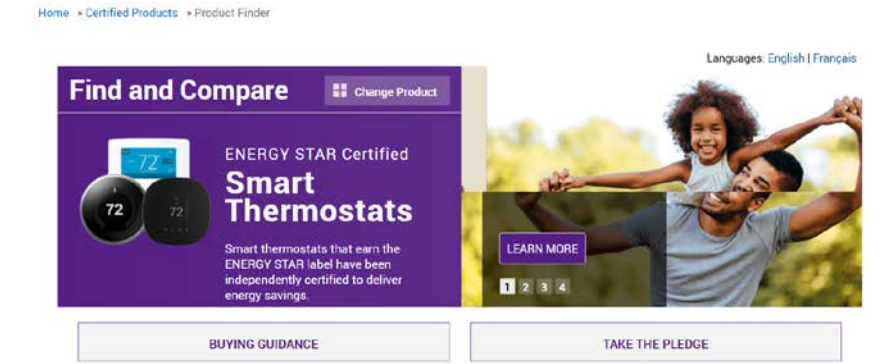 Home ▸ Certified Products ▸ Product Finder
Languages: English | Français
Find and Compare
Change Product
ENERGY STAR Certified
Smart
Thermostats
Smart thermostats that earn the
ENERGY STAR label have been
independently certified to deliver
energy savings.
72
72
72
LEARN MORE
1 2 3 4
BUYING GUIDANCE
TAKE THE PLEDGE